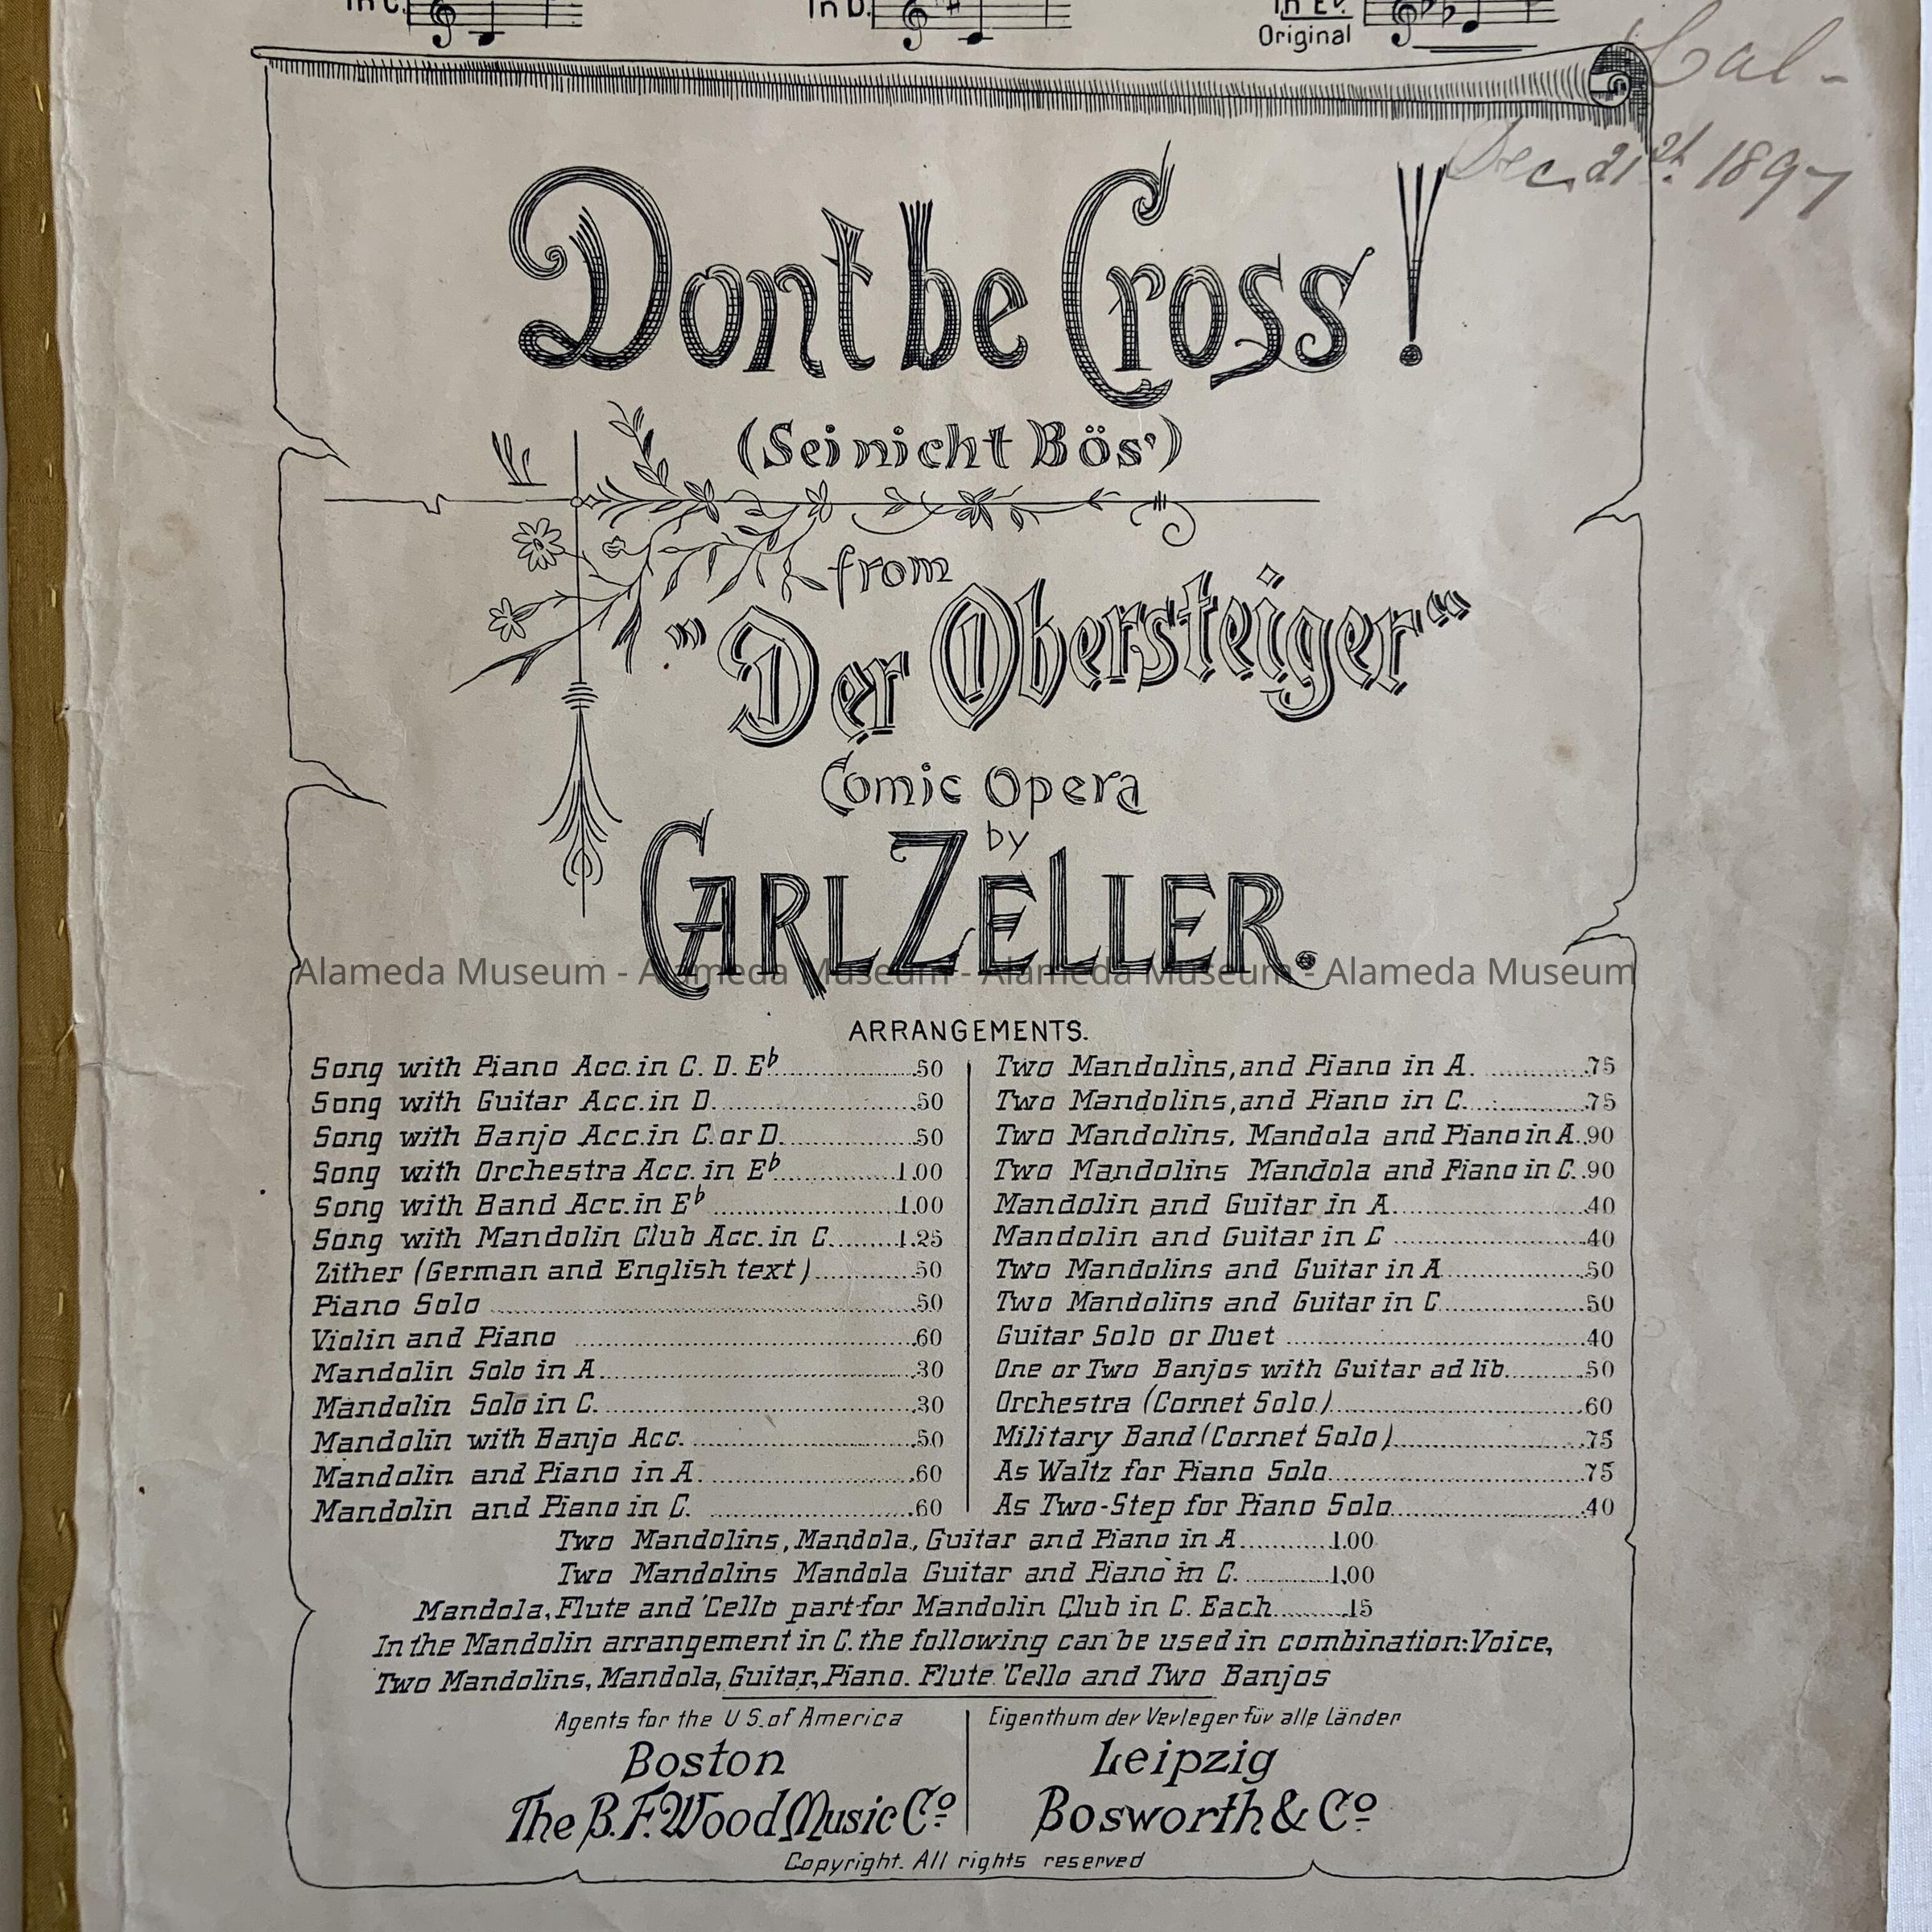 In C.
In D.
In E♭.
Original
Cal-
Dec. 21st. 1897
Dont be Cross!
(Sei nicht Bös')
from
"Der Obersteiger"
Comic Opera
by
CARL ZELLER.
Alameda Museum - Alameda Museum - Alameda Museum - Alameda Museum
ARRANGEMENTS.
Song with Piano Acc. in C. D. E♭ .50
Song with Guitar Acc. in D. .50
Song with Banjo Acc. in C. or D. .50
Song with Orchestra Acc. in E♭ 1.00
Song with Band Acc. in E♭ 1.00
Song with Mandolin Club Acc. in C. 1.25
Zither (German and English text) .50
Piano Solo .50
Violin and Piano .60
Mandolin Solo in A. .30
Mandolin Solo in C. .30
Mandolin with Banjo Acc. .50
Mandolin and Piano in A. .60
Mandolin and Piano in C. .60
Two Mandolins, and Piano in A. .75
Two Mandolins, and Piano in C. .75
Two Mandolins, Mandola and Piano in A. .90
Two Mandolins Mandola and Piano in C. .90
Mandolin and Guitar in A. .40
Mandolin and Guitar in C .40
Two Mandolins and Guitar in A .50
Two Mandolins and Guitar in C .50
Guitar Solo or Duet .40
One or Two Banjos with Guitar ad lib. .50
Orchestra (Cornet Solo) .60
Military Band (Cornet Solo) .75
As Waltz for Piano Solo .75
As Two-Step for Piano Solo .40
Two Mandolins, Mandola, Guitar and Piano in A. 1.00
Two Mandolins Mandola Guitar and Piano in C. 1.00
Mandola, Flute and 'Cello part for Mandolin Club in C. Each .15
In the Mandolin arrangement in C. the following can be used in combination: Voice,
Two Mandolins, Mandola, Guitar, Piano. Flute 'Cello and Two Banjos
Agents for the U S. of America
Boston
The B. F. Wood Music Co
Eigenthum der Verleger für alle Länder
Leipzig
Bosworth & Co
Copyright. All rights reserved